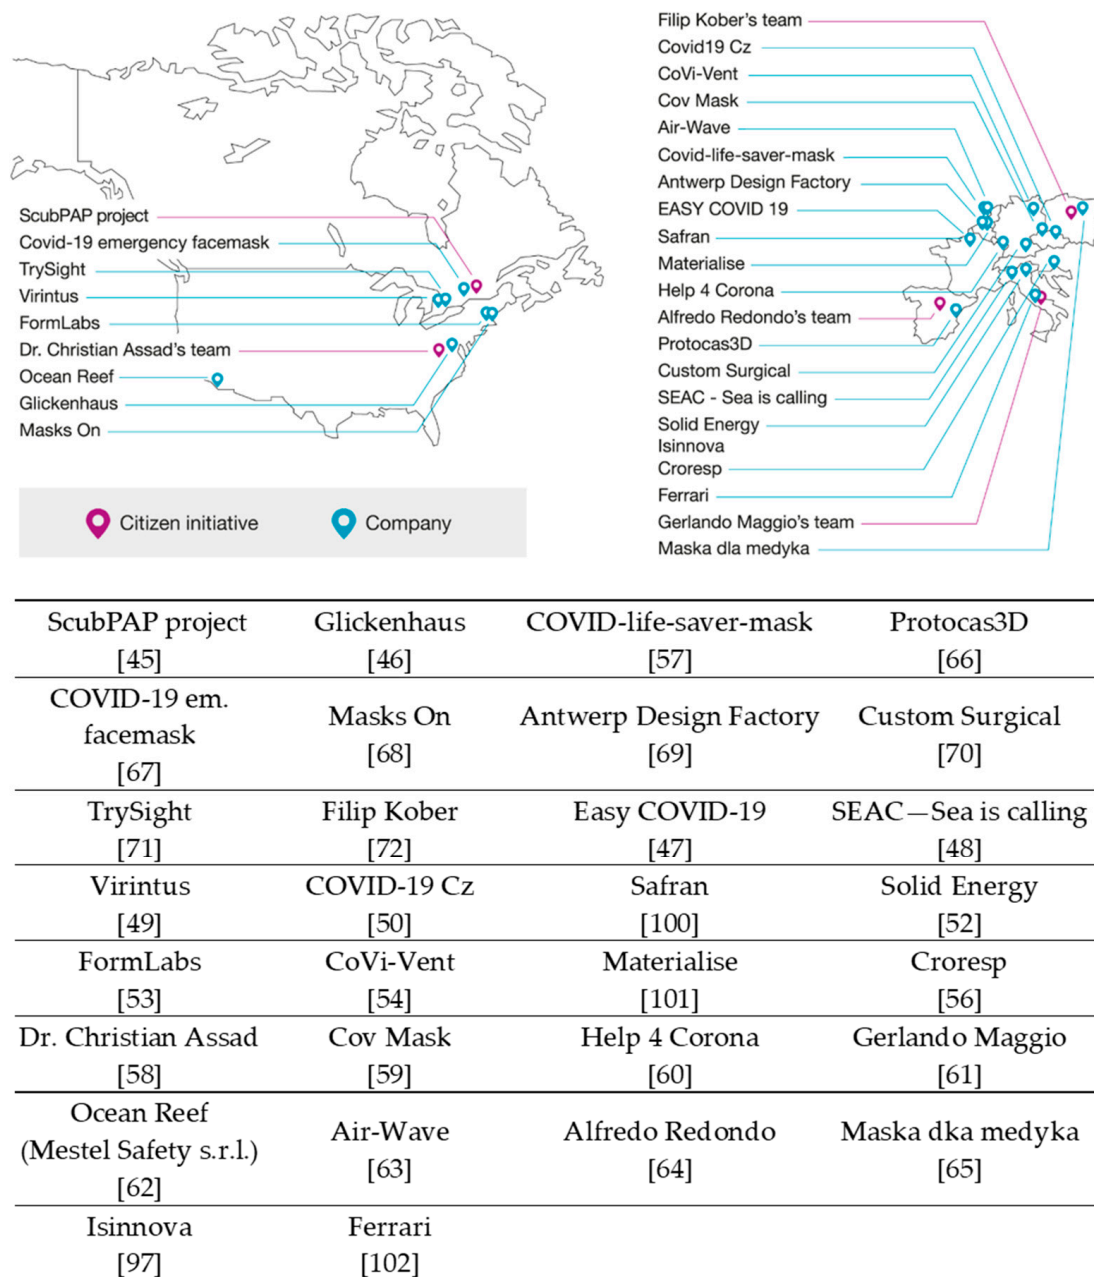 ScubPAP project
Covid-19 emergency facemask
TrySight
Virintus
FormLabs
Dr. Christian Assad's team
Ocean Reef
Glickenhaus
Masks On
Citizen initiative
Company
Filip Kober's team
Covid19 Cz
CoVi-Vent
Cov Mask
Air-Wave
Covid-life-saver-mask
Antwerp Design Factory
EASY COVID 19
Safran
Materialise
Help 4 Corona
Alfredo Redondo's team
Protocas3D
Custom Surgical
SEAC - Sea is calling
Solid Energy
Isinnova
Croresp
Ferrari
Gerlando Maggio's team
Maska dla medyka
ScubPAP project
[45]
Glickenhaus
[46]
COVID-life-saver-mask
[57]
Protocas3D
[66]
COVID-19 em.
facemask
[67]
Masks On
[68]
Antwerp Design Factory
[69]
Custom Surgical
[70]
TrySight
[71]
Filip Kober
[72]
Easy COVID-19
[47]
SEAC—Sea is calling
[48]
Virintus
[49]
COVID-19 Cz
[50]
Safran
[100]
Solid Energy
[52]
FormLabs
[53]
CoVi-Vent
[54]
Materialise
[101]
Croresp
[56]
Dr. Christian Assad
[58]
Cov Mask
[59]
Help 4 Corona
[60]
Gerlando Maggio
[61]
Ocean Reef
(Mestel Safety s.r.l.)
[62]
Air-Wave
[63]
Alfredo Redondo
[64]
Maska dka medyka
[65]
Isinnova
[97]
Ferrari
[102]